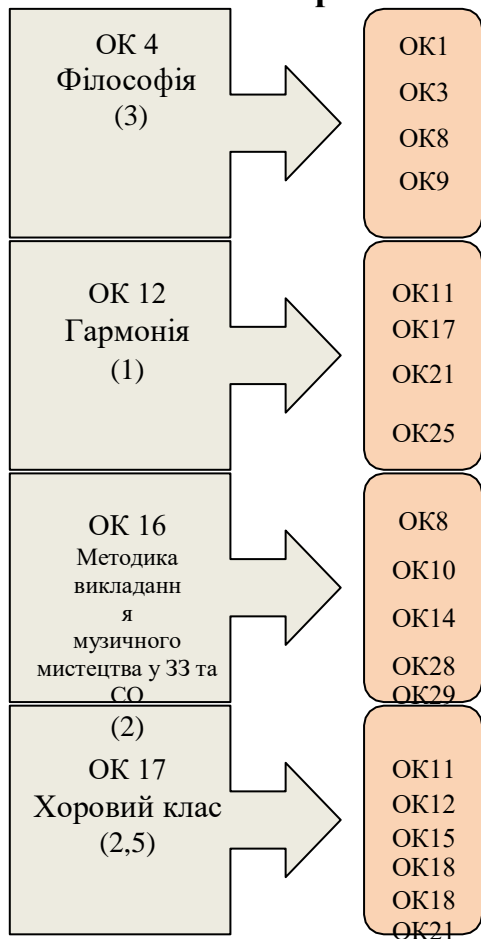 ОК 4
Філософія
(3)
ОК1
ОК3
ОК8
ОК9
ОК 12
Гармонія
(1)
ОК11
ОК17
ОК21
ОК25
ОК 16
Методика
викладанн
я
музичного
мистецтва у ЗЗ та
СО
(2)
ОК8
ОК10
ОК14
ОК28
ОК29
ОК 17
Хоровий клас
(2,5)
ОК11
ОК12
ОК15
ОК18
ОК18
ОК21